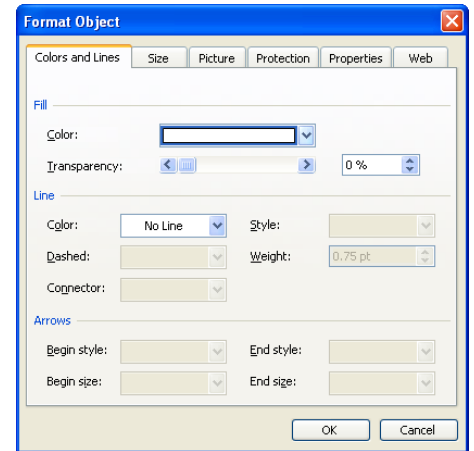 Format Object
Colors and Lines Size Picture Protection Properties Web
Fill
Color:
Transparency: 0 %
Line
Color: No Line Style:
Dashed: Weight: 0.75 pt
Connector:
Arrows
Begin style: End style:
Begin size: End size:
OK Cancel